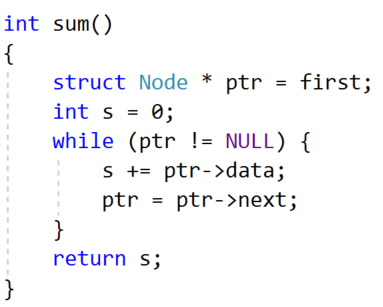 int sum()
{
    struct Node * ptr = first;
    int s = 0;
    while (ptr != NULL) {
        s += ptr->data;
        ptr = ptr->next;
    }
    return s;
}